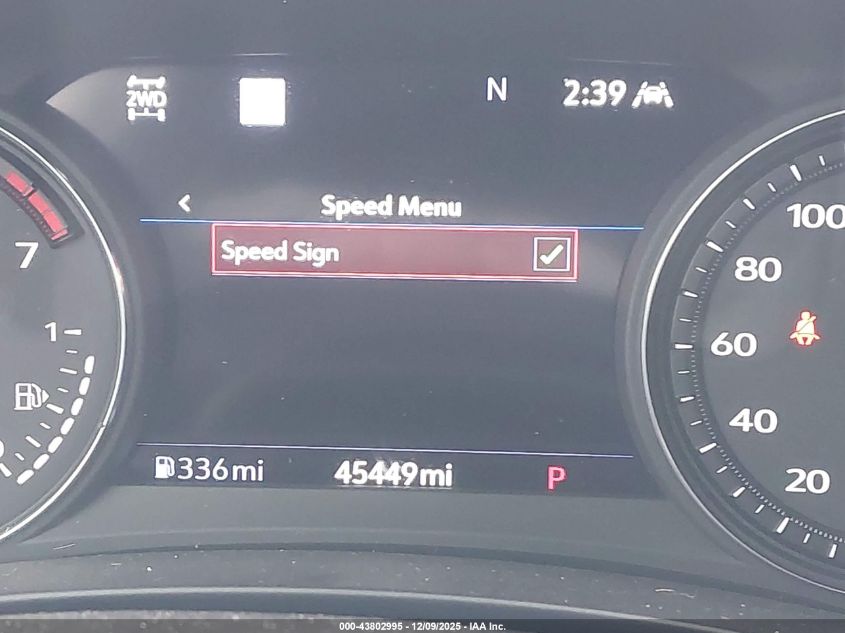 2WD
N
2:39
Speed Menu
Speed Sign
7
1
100
80
60
40
20
336mi
45449mi
P
000-43802995 - 12/09/2025 - IAA Inc.